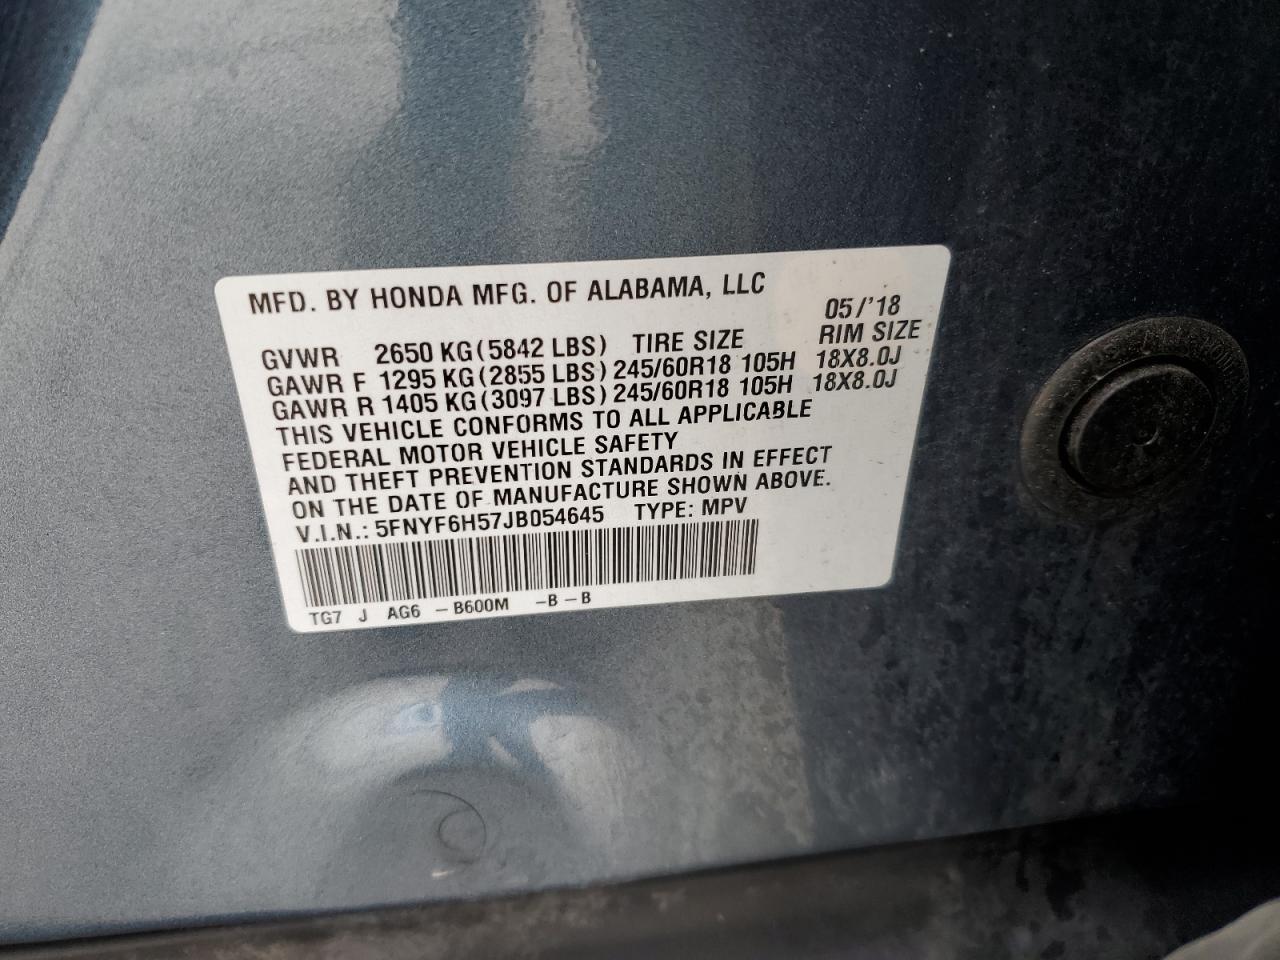 MFD. BY HONDA MFG. OF ALABAMA, LLC
05/'18
GVWR 2650 KG(5842 LBS) TIRE SIZE RIM SIZE
GAWR F 1295 KG(2855 LBS) 245/60R18 105H 18X8.0J
GAWR R 1405 KG(3097 LBS) 245/60R18 105H 18X8.0J
THIS VEHICLE CONFORMS TO ALL APPLICABLE
FEDERAL MOTOR VEHICLE SAFETY
AND THEFT PREVENTION STANDARDS IN EFFECT
ON THE DATE OF MANUFACTURE SHOWN ABOVE.
V.I.N.: 5FNYF6H57JB054645 TYPE: MPV
TG7 J AG6 -B600M -B-B